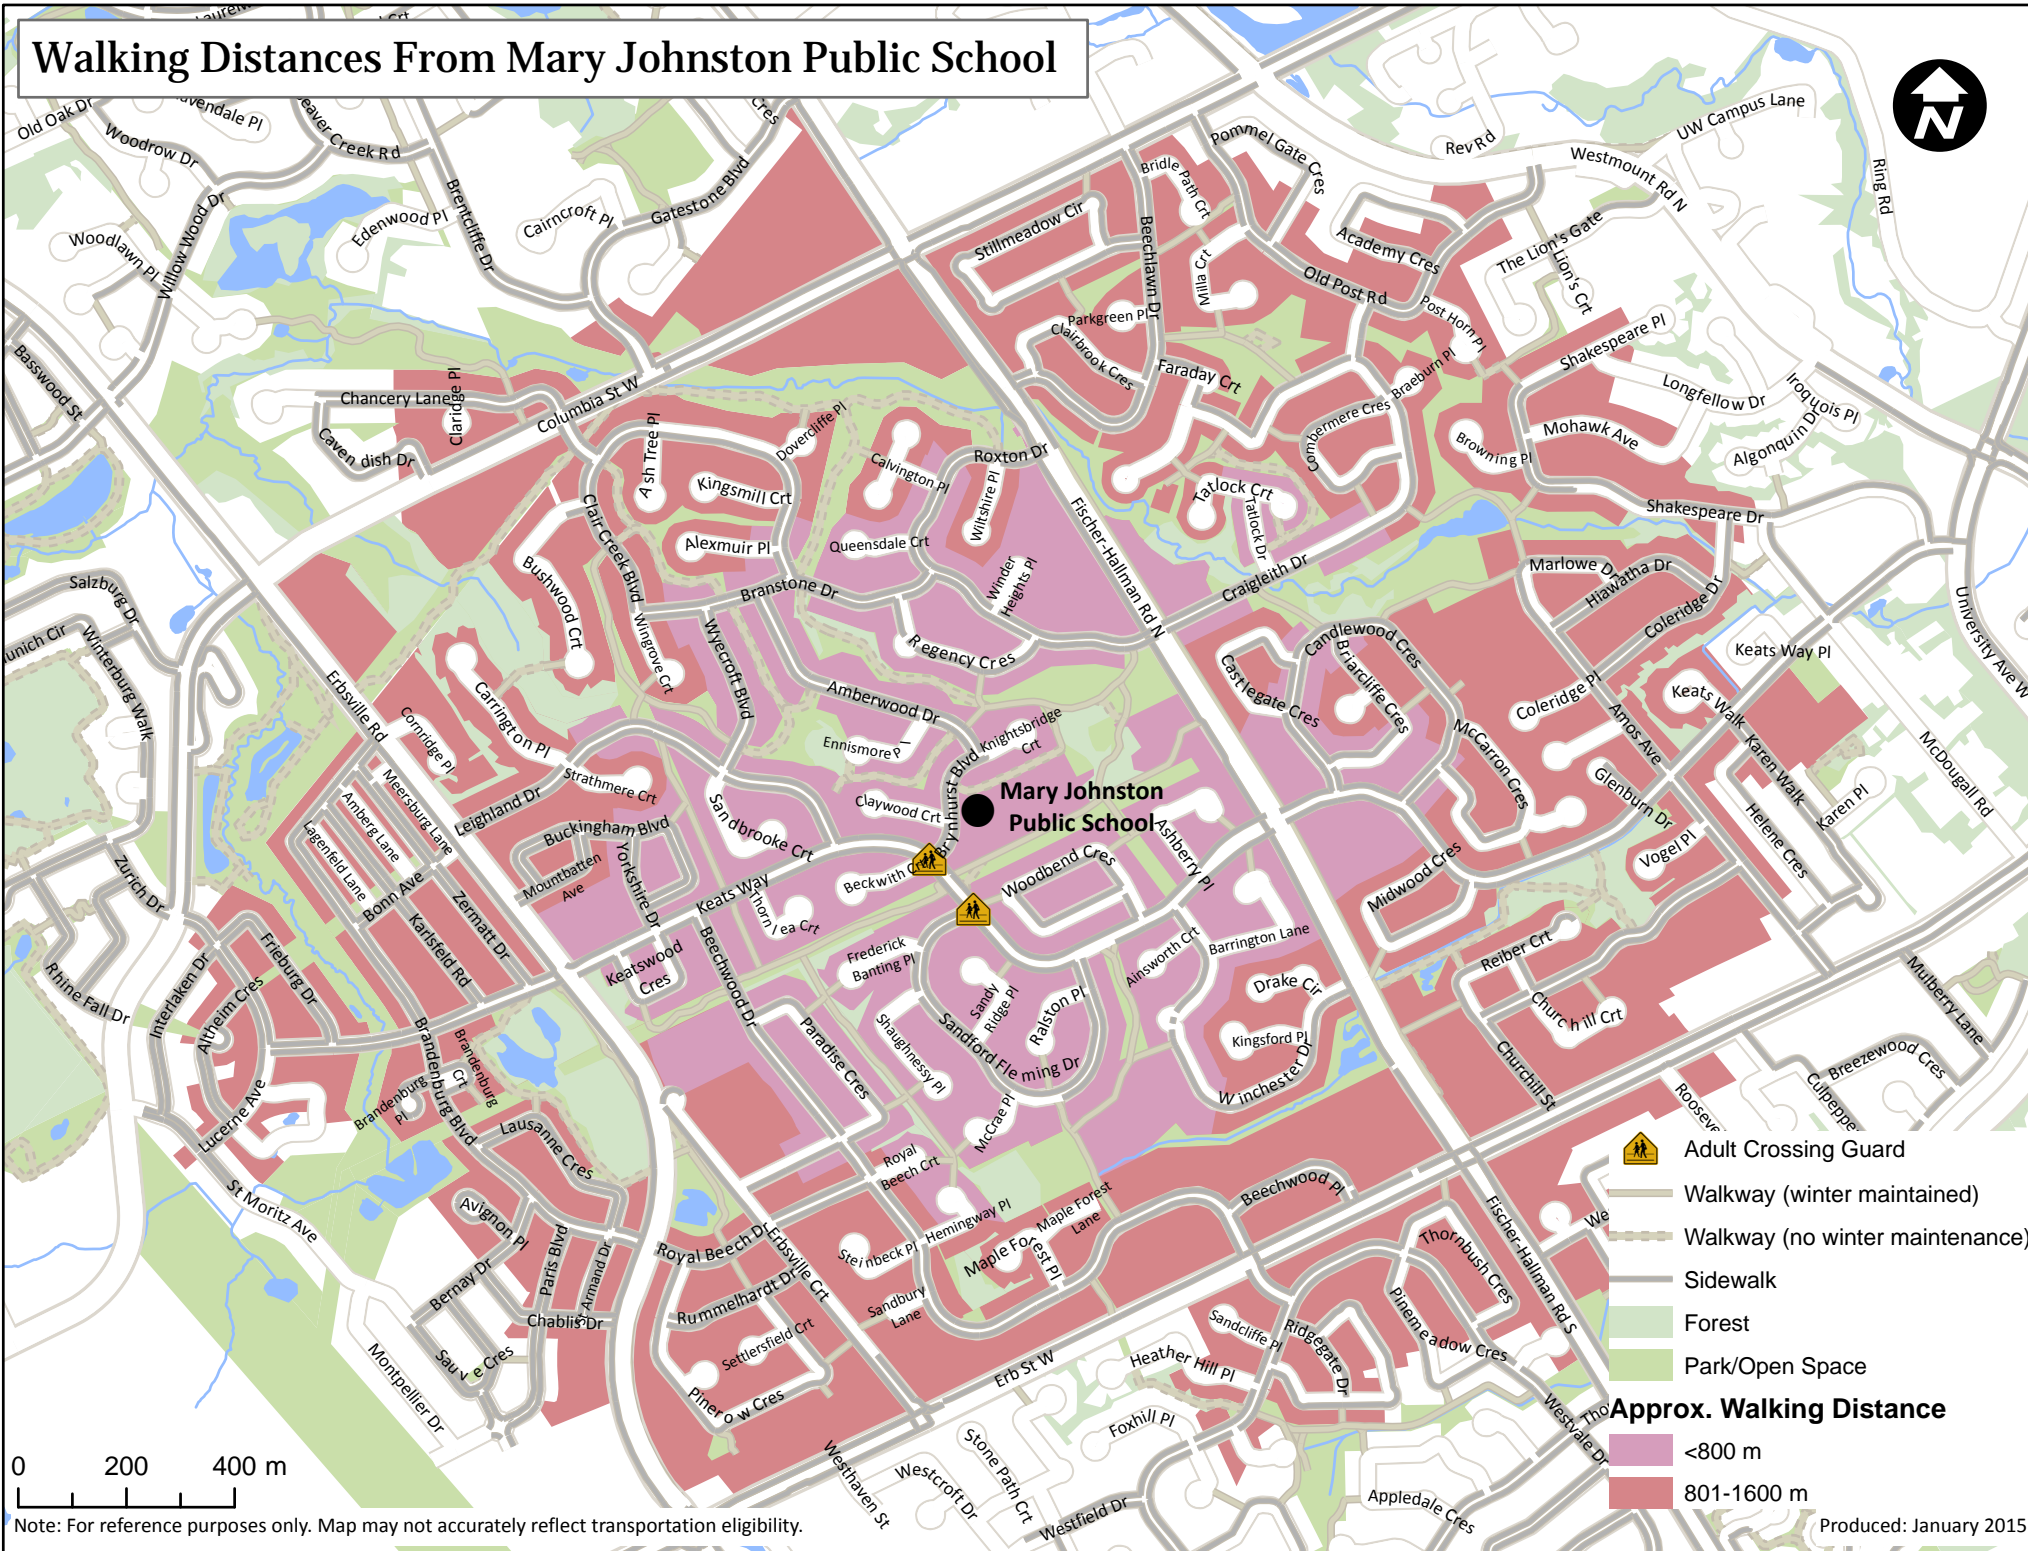 Walking Distances From Mary Johnston Public School
N
Old Oak Dr
Woodrow Dr
Woodlawn Pl
Willow Wood Dr
Edenwood Pl
Brentcliffe Dr
Cairncroft Pl
Gatestone Blvd
Basswood St
Chancery Lane
Claridge Pl
Cavendish Dr
Columbia St W
Ash Tree Pl
Dovercliffe Pl
Kingsmill Crt
Calvington Pl
Roxton Dr
Wiltshire Pl
Alexmuir Pl
Queensdale Crt
Clair Creek Blvd
Bushwood Crt
Branstone Dr
Winder
Heights Pl
Regency Cres
Wingrove Crt
Wycroft Blvd
Amberwood Dr
Ennismore Pl
Knightsbridge
Crt
Brynhurst Blvd
Claywood Crt
Mary Johnston
Public School
Bridle Path Crt
Pommel Gate Cres
Stillmeadow Cir
Beechlawn Dr
Milla Crt
Parkgreen Pl
Clairbrook Cres
Faraday Crt
Academy Cres
Old Post Rd
Post Horn Pl
Braeburn Pl
Combermere Cres
Tatlock Crt
Tatlock Dr
Craigleith Dr
Fischer-Hallman Rd N
Rev Rd
Westmount Rd N
UW Campus Lane
Ring Rd
The Lion's Gate
Lion's Crt
Shakespeare Pl
Longfellow Dr
Iroquois Pl
Algonquin Dr
Mohawk Ave
Browning Pl
Shakespeare Dr
Marlowe Dr
Hiawatha Dr
Coleridge Dr
University Ave W
Keats Way Pl
Keats Walk
Karen Walk
Coleridge Pl
Amos Ave
McDougall Rd
Karen Pl
Helene Cres
Glenburn Dr
Vogel Pl
McCarron Cres
Candlewood Cres
Briarcliffe Cres
Castlegate Cres
Midwood Cres
Reiber Crt
Churchill Crt
Churchill St
Mulberry Lane
Breezewood Cres
Salzburg Dr
Winterburg Walk
Erbsville Rd
Cornridge Pl
Carrington Pl
Strathmere Crt
Leighland Dr
Meersburg Lane
Amberg Lane
Lagenfeld Lane
Bonn Ave
Karlsfeld Rd
Zermatt Dr
Buckingham Blvd
Mountbatten
Ave
Yorkshire Dr
Sandbrooke Crt
Keats Way
Thornlea Crt
Keatswood
Cres
Beechwood Dr
Woodbend Cres
Ashberry Pl
Ainsworth Crt
Barrington Lane
Drake Cir
Kingsford Pl
Winchester Dr
Frederick
Banting Pl
Sandy
Ridge Pl
Ralston Pl
Sandford Fleming Dr
Shaughnessy Pl
McCrae Pl
Paradise Cres
Royal
Beech Crt
Hemingway Pl
Steinbeck Pl
Maple Forest
Lane
Maple Forest Pl
Beechwood Pl
Sandbury
Lane
Zurich Dr
Rhine Fall Dr
Interlaken Dr
Altheim Cres
Frieburg Dr
Lucerne Ave
St Moritz Ave
Brandenburg
Pl
Brandenburg Blvd
Brandenburg
Crt
Lausanne Cres
Avignon Pl
Bernay Dr
Paris Blvd
St Armand Dr
Chablis Dr
Sauve Cres
Montpellier Dr
Royal Beech Dr
Rummelhardt Dr
Erbsville Crt
Settlersfield Crt
Pinerow Cres
Erb St W
Westhaven St
Westcroft Dr
Stone Path Crt
Westfield Dr
Foxhill Pl
Heather Hill Pl
Sandcliffe Pl
Ridgegate Dr
Pinemeadow Cres
Thornbush Cres
Fischer-Hallman Rd S
Westvale Dr
Appledale Cres
Adult Crossing Guard
Walkway (winter maintained)
Walkway (no winter maintenance)
Sidewalk
Forest
Park/Open Space
Approx. Walking Distance
<800 m
801-1600 m
0 200 400 m
Note: For reference purposes only. Map may not accurately reflect transportation eligibility.
Produced: January 2015